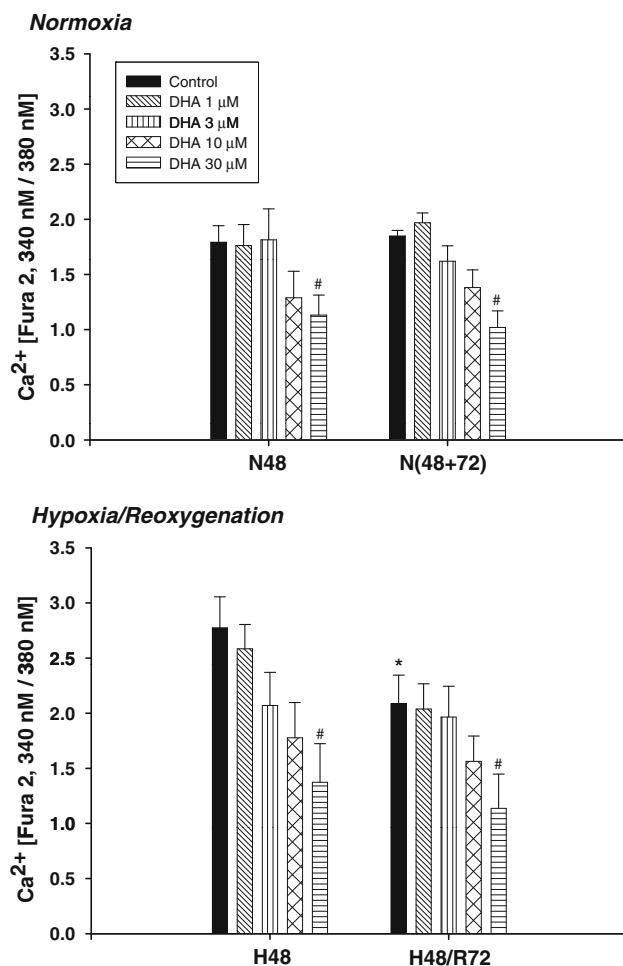 Normoxia
3.5
3.0
2.5
2.0
1.5
1.0
0.5
0.0
Ca2+ [Fura 2, 340 nM / 380 nM]
Control
DHA 1 µM
DHA 3 µM
DHA 10 µM
DHA 30 µM
#
#
N48
N(48+72)
Hypoxia/Reoxygenation
3.5
3.0
2.5
2.0
1.5
1.0
0.5
0.0
Ca2+ [Fura 2, 340 nM / 380 nM]
*
#
#
H48
H48/R72